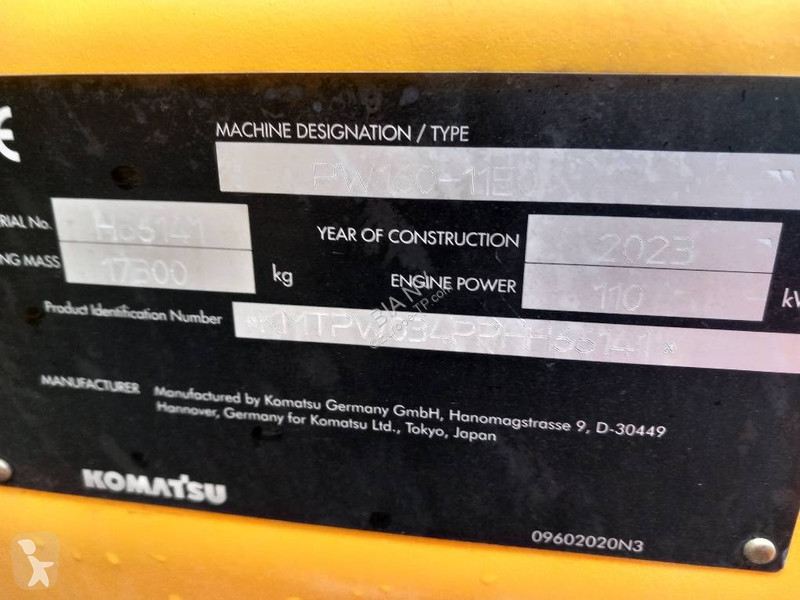 CE
MACHINE DESIGNATION / TYPE
PW160-11E0
RIAL No. H66141
YEAR OF CONSTRUCTION 2023
NG MASS 17300 kg
ENGINE POWER 110 kW
Product Identification Number
MANUFACTURER Manufactured by Komatsu Germany GmbH, Hanomagstrasse 9, D-30449
Hannover, Germany for Komatsu Ltd., Tokyo, Japan
KOMATSU
09602020N3